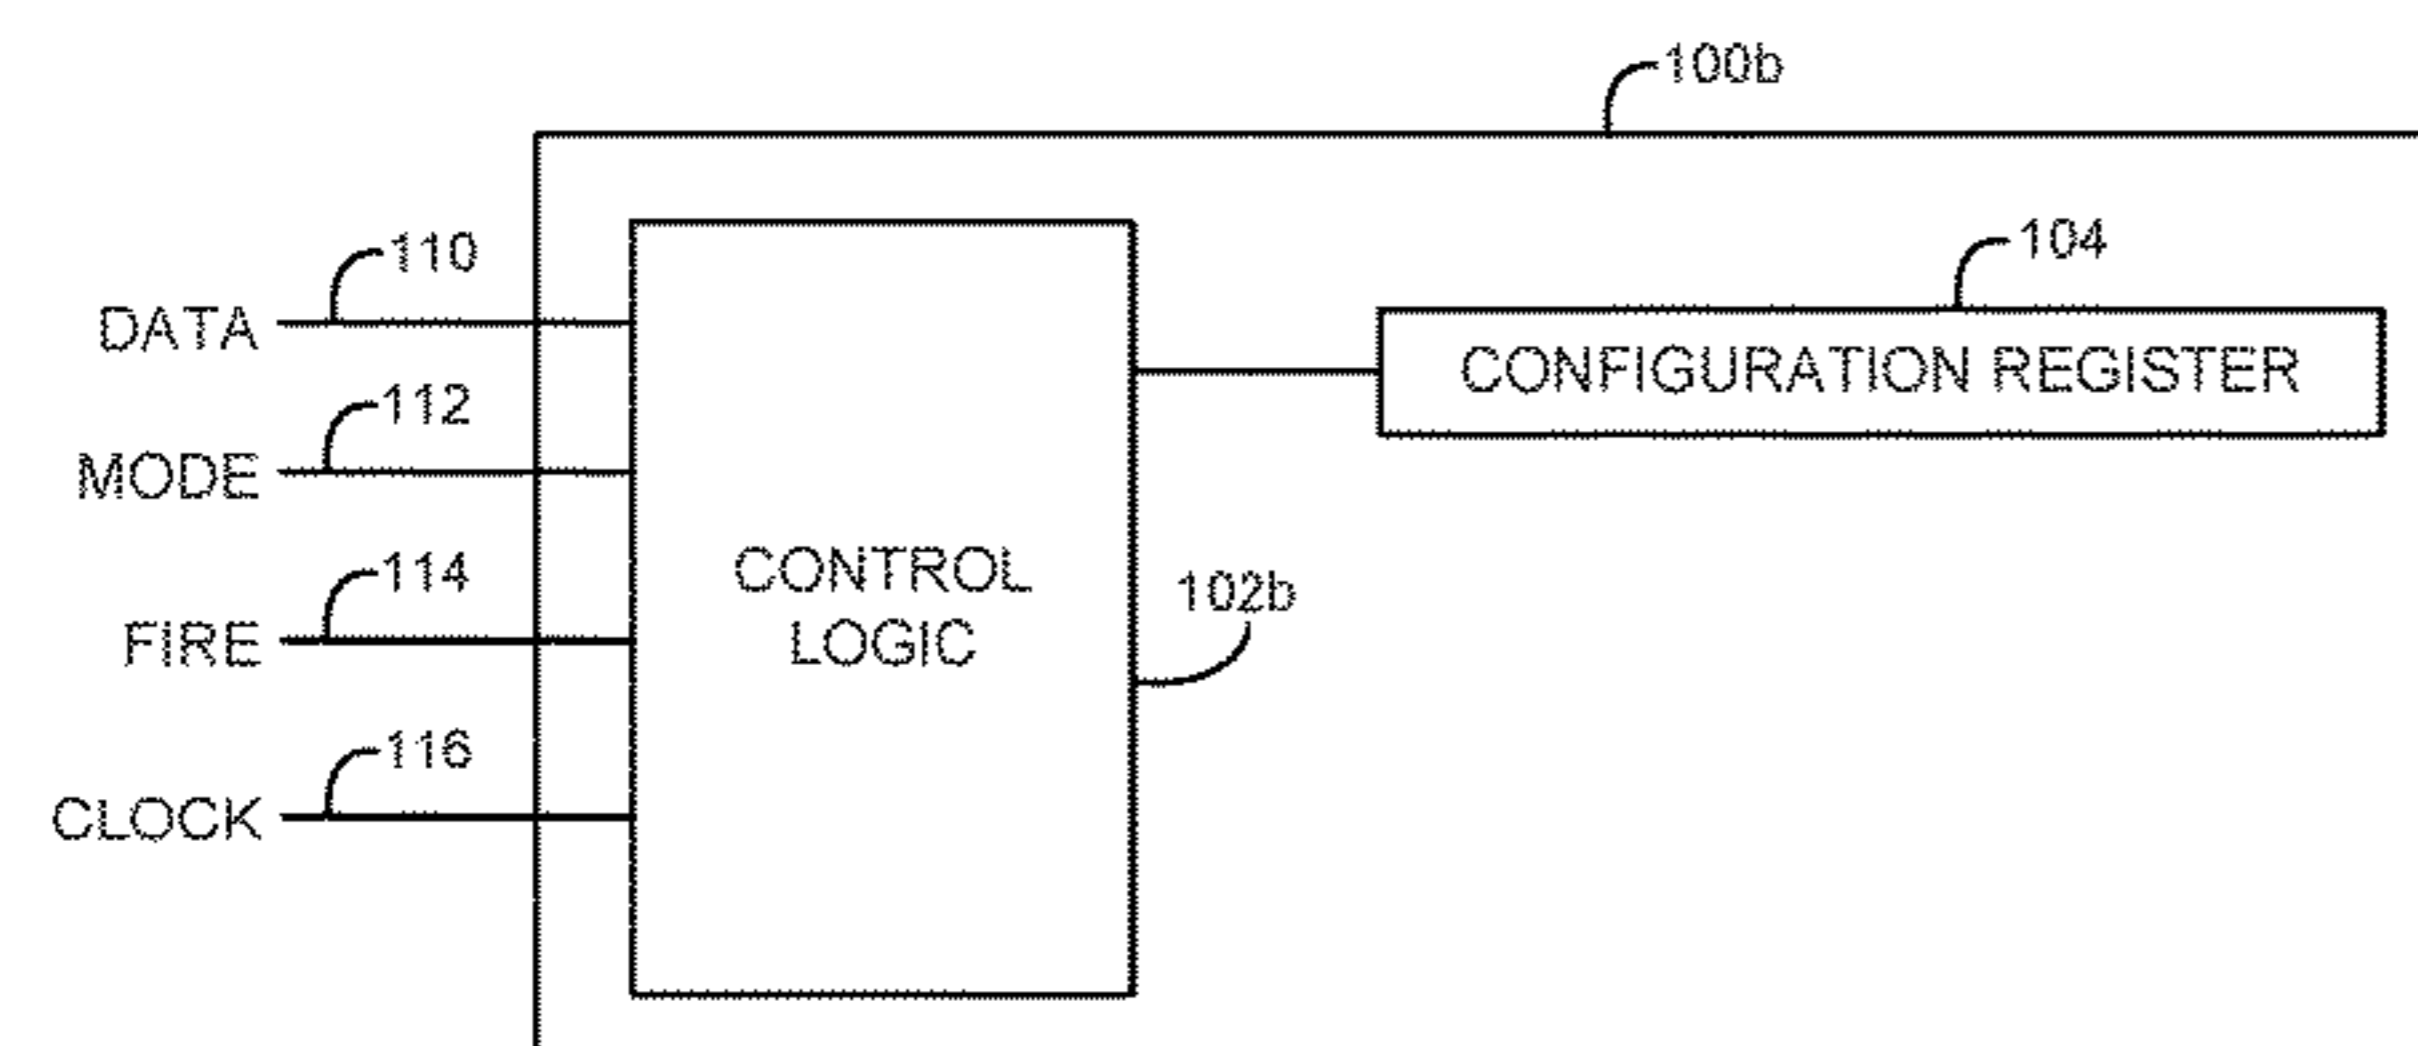 100b
110
104
DATA
CONFIGURATION REGISTER
112
MODE
114
CONTROL
LOGIC
102b
FIRE
116
CLOCK